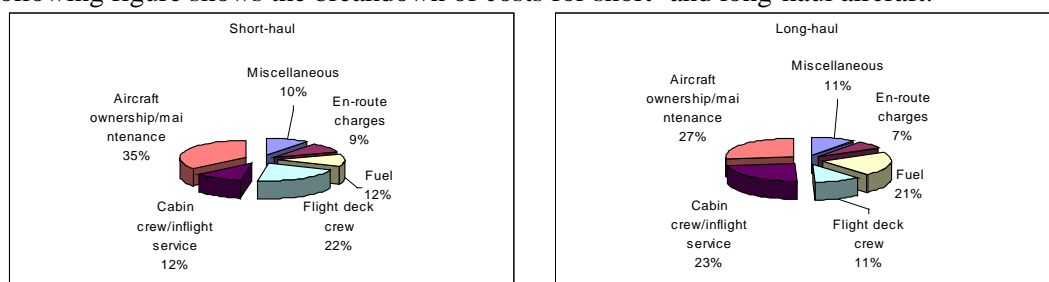 following figure shows the breakdown of costs for short- and long-haul aircraft.
Short-haul
Miscellaneous
10%
En-route
charges
9%
Fuel
12%
Flight deck
crew
22%
Cabin
crew/inflight
service
12%
Aircraft
ownership/mai
ntenance
35%
Long-haul
Miscellaneous
11%
En-route
charges
7%
Fuel
21%
Flight deck
crew
11%
Cabin
crew/inflight
service
23%
Aircraft
ownership/mai
ntenance
27%